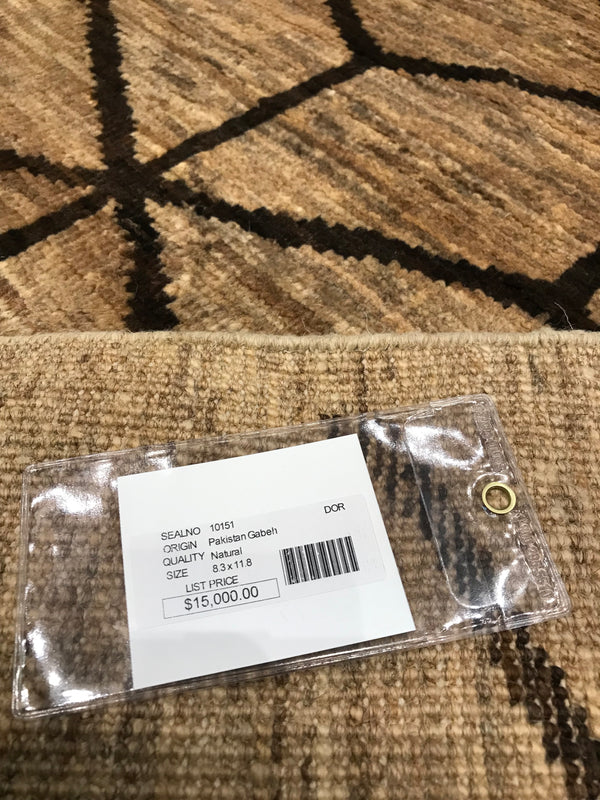 DOR
SEALNO 10151
ORIGIN Pakistan Gabeh
QUALITY Natural
SIZE 8.3 x 11.8
LIST PRICE
$15,000.00